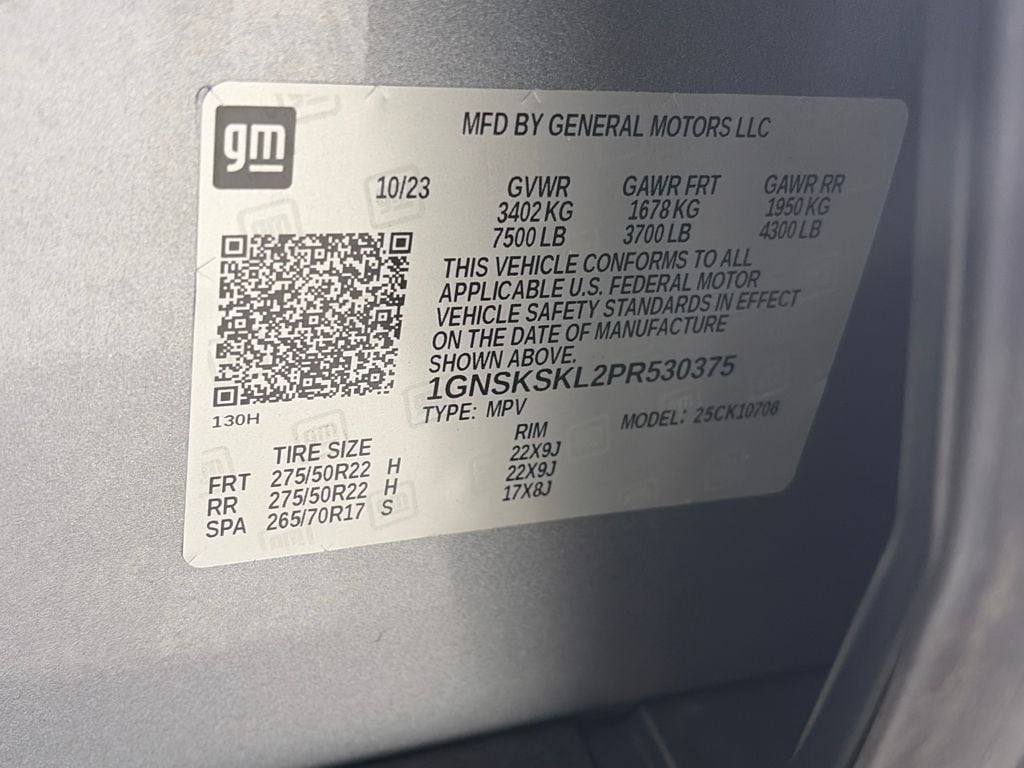 gm
MFD BY GENERAL MOTORS LLC
10/23 GVWR GAWR FRT GAWR RR
3402 KG 1678 KG 1950 KG
7500 LB 3700 LB 4300 LB
THIS VEHICLE CONFORMS TO ALL
APPLICABLE U.S. FEDERAL MOTOR
VEHICLE SAFETY STANDARDS IN EFFECT
ON THE DATE OF MANUFACTURE
SHOWN ABOVE.
1GNSKSKL2PR530375
130H
TYPE: MPV MODEL: 25CK10706
TIRE SIZE RIM
FRT 275/50R22 H 22X9J
RR 275/50R22 H 22X9J
SPA 265/70R17 S 17X8J